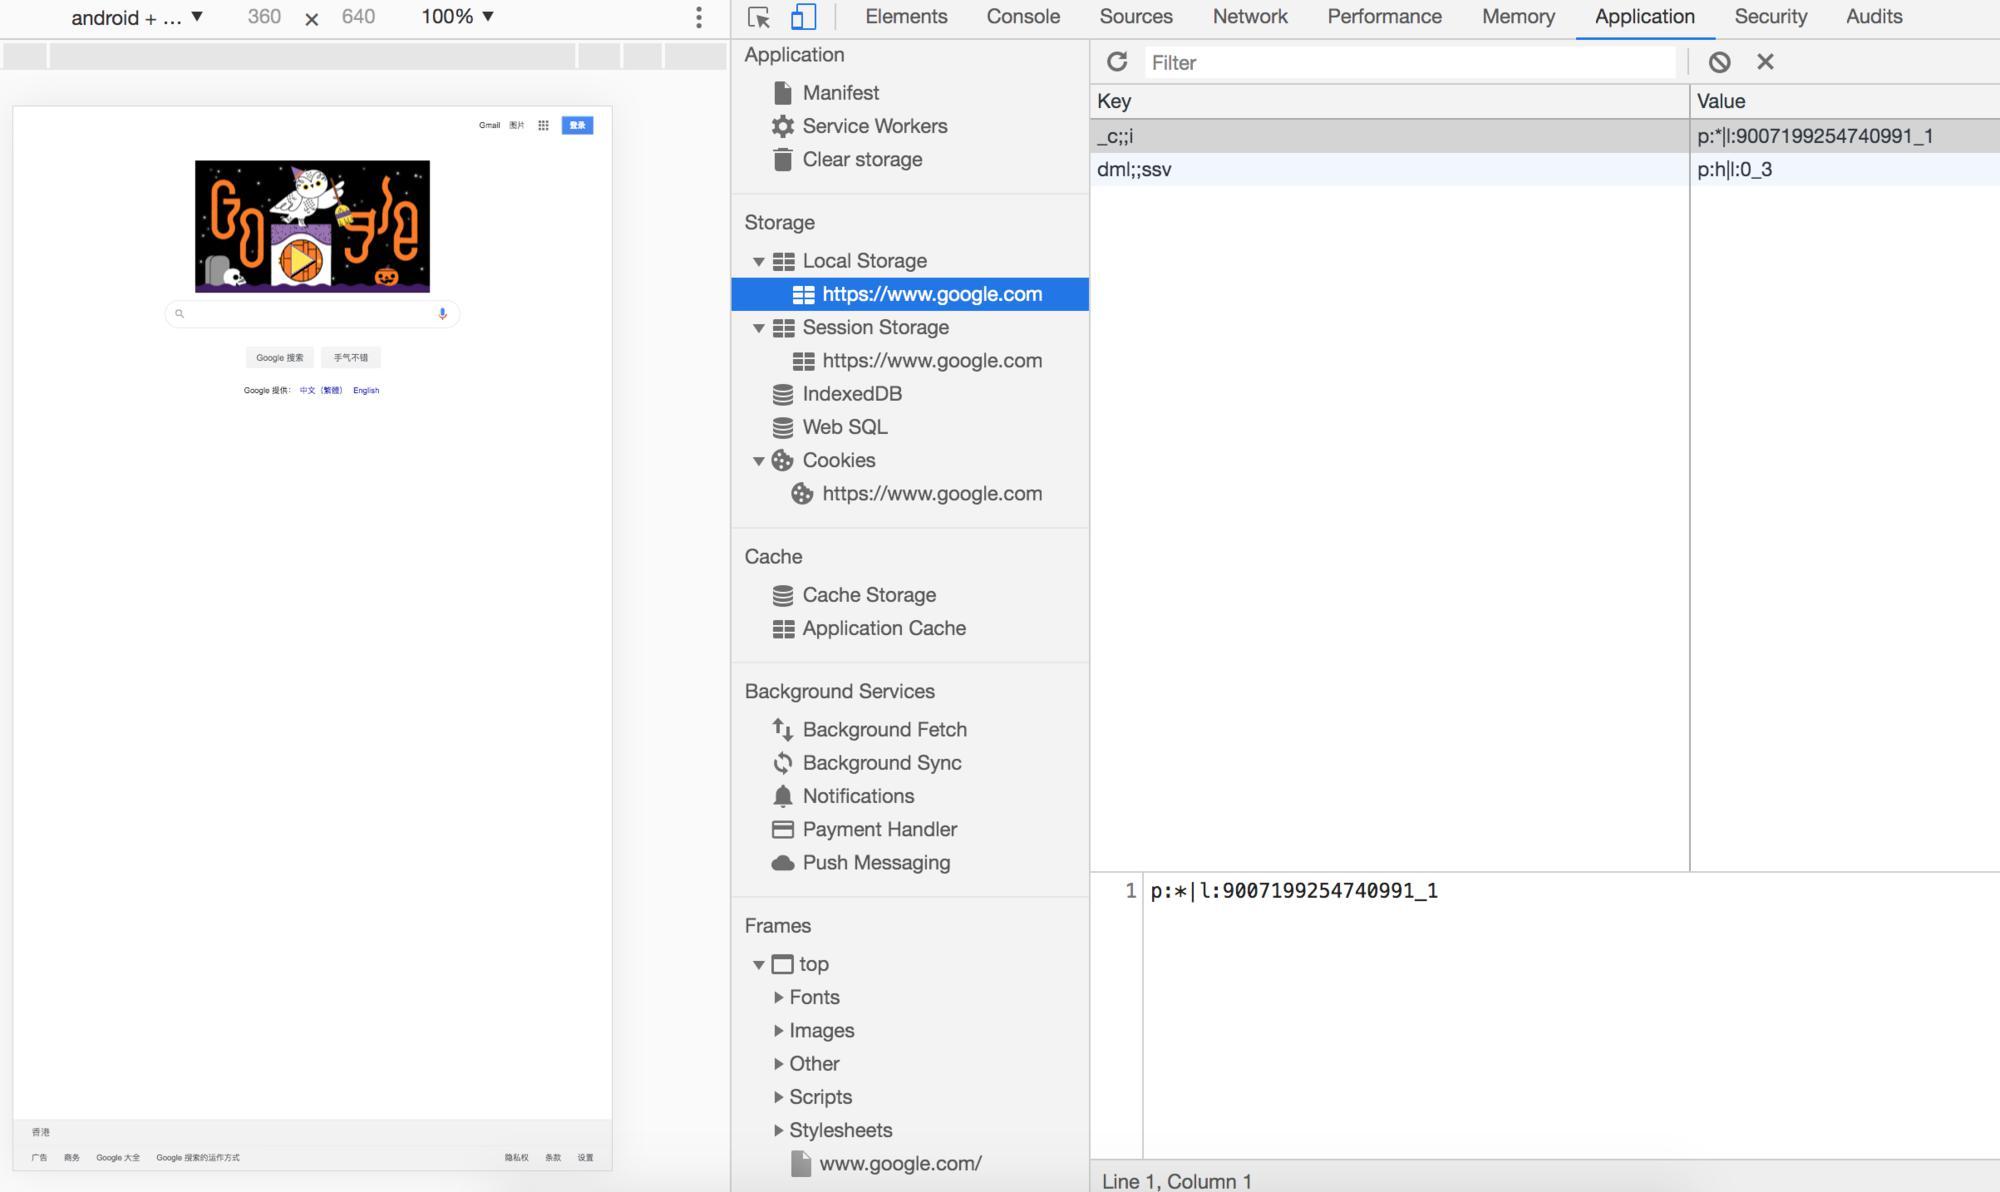 android + ...
360 × 640
100%
Elements
Console
Sources
Network
Performance
Memory
Application
Security
Audits
Gmail 图片
登录
Google
Google 搜索
手气不错
Google 提供: 中文（繁體） English
香港
广告 商务 Google 大全 Google 搜索的运作方式
隐私权 条款 设置
Application
Manifest
Service Workers
Clear storage
Storage
Local Storage
https://www.google.com
Session Storage
https://www.google.com
IndexedDB
Web SQL
Cookies
https://www.google.com
Cache
Cache Storage
Application Cache
Background Services
Background Fetch
Background Sync
Notifications
Payment Handler
Push Messaging
Frames
top
Fonts
Images
Other
Scripts
Stylesheets
www.google.com/
Filter
Key Value
_c;;i p:*|l:9007199254740991_1
dml;;ssv p:h|l:0_3
1 p:*|l:9007199254740991_1
Line 1, Column 1